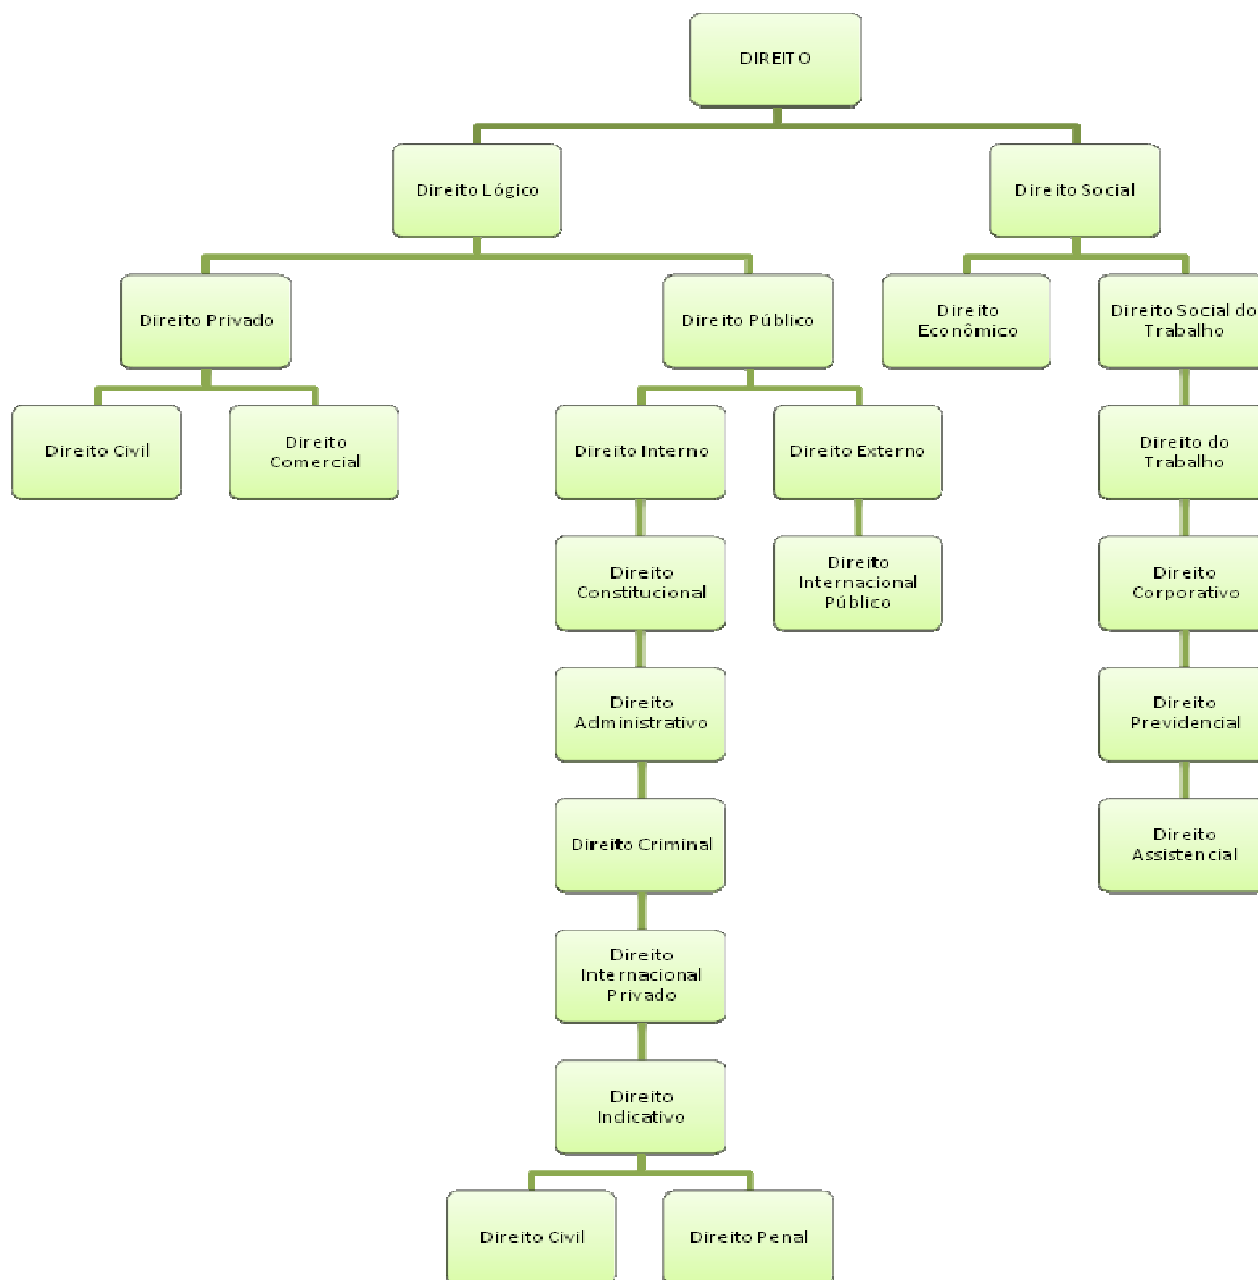 DIREITO
Direito Lógico
Direito Social
Direito Privado
Direito Público
Direito
Econômico
Direito Social do
Trabalho
Direito Civil
Direito
Comercial
Direito Interno
Direito Externo
Direito do
Trabalho
Direito
Constitucional
Direito
Internacional
Público
Direito
Corporativo
Direito
Administrativo
Direito
Previdencial
Direito Criminal
Direito
Assistencial
Direito
Internacional
Privado
Direito
Indicativo
Direito Civil
Direito Penal